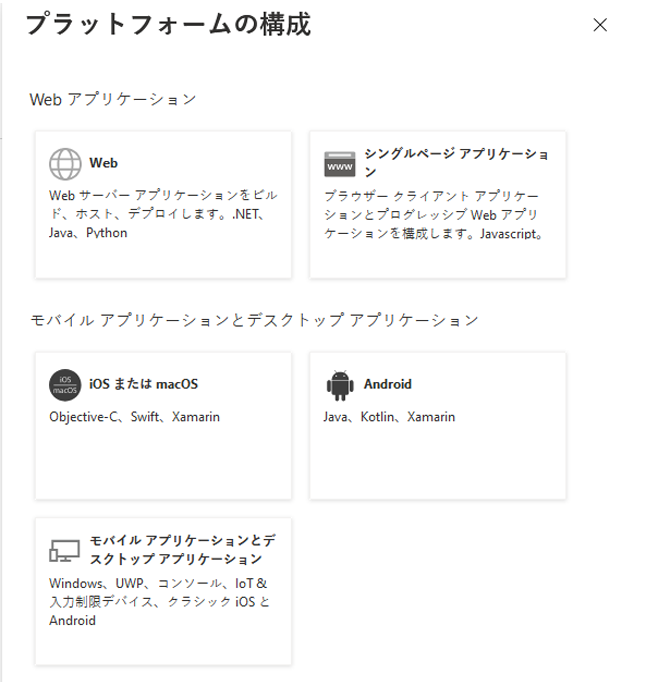 プラットフォームの構成
Web アプリケーション
Web
Web サーバー アプリケーションをビル
ド、ホスト、デプロイします。.NET、
Java、Python
www
シングルページ アプリケーショ
ン
ブラウザー クライアント アプリケー
ションとプログレッシブ Web アプリ
ケーションを構成します。Javascript。
モバイル アプリケーションとデスクトップ アプリケーション
iOS
macOS
iOS または macOS
Objective-C、Swift、Xamarin
Android
Java、Kotlin、Xamarin
モバイル アプリケーションとデ
スクトップ アプリケーション
Windows、UWP、コンソール、IoT &
入力制限デバイス、クラシック iOS と
Android